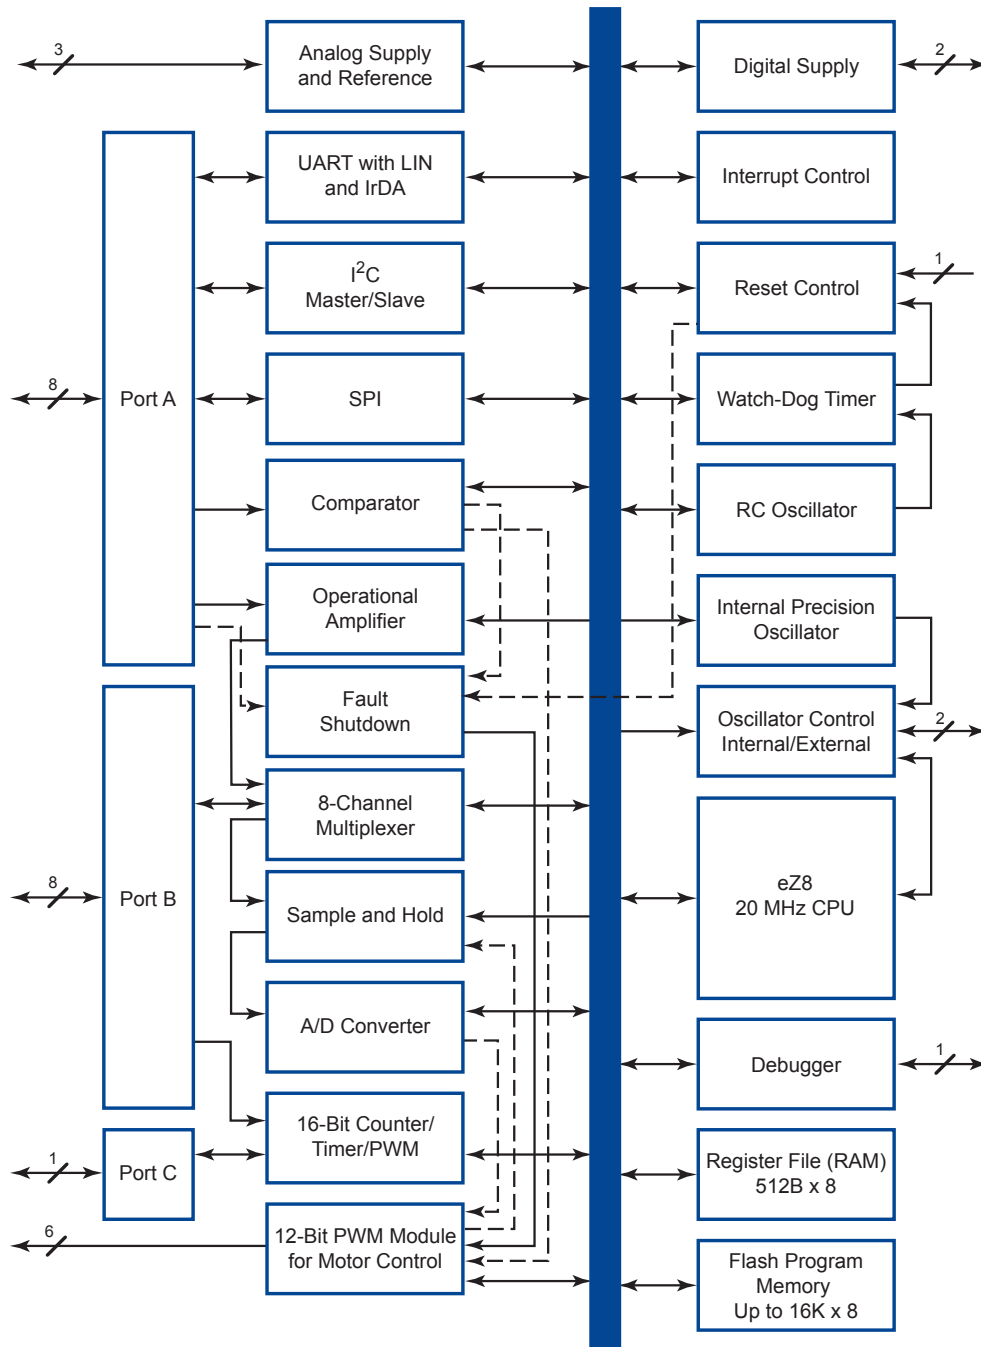 3
Analog Supply
and Reference
Digital Supply
2
UART with LIN
and IrDA
Interrupt Control
I²C
Master/Slave
Reset Control
1
8
Port A
SPI
Watch-Dog Timer
Comparator
RC Oscillator
Operational
Amplifier
Internal Precision
Oscillator
Fault
Shutdown
Oscillator Control
Internal/External
2
8-Channel
Multiplexer
8
Port B
Sample and Hold
eZ8
20 MHz CPU
A/D Converter
Debugger
1
16-Bit Counter/
Timer/PWM
1
Port C
Register File (RAM)
512B x 8
6
12-Bit PWM Module
for Motor Control
Flash Program
Memory
Up to 16K x 8